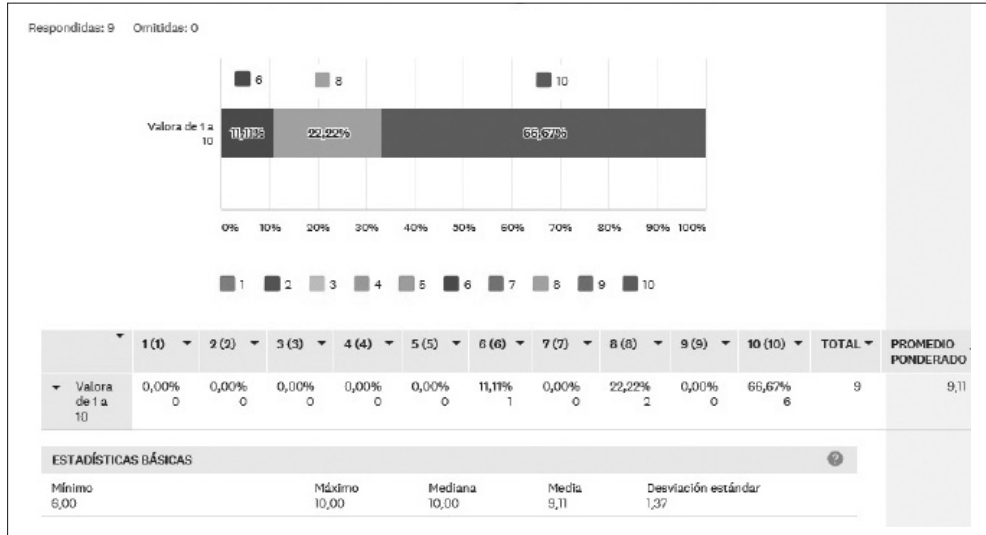 Respondidas: 9 Omitidas: 0
6 8 10
Valora de 1 a
10
11,11% 22,22% 66,67%
0% 10% 20% 30% 40% 50% 60% 70% 80% 90% 100%
1 2 3 4 5 6 7 8 9 10
1 (1) 2 (2) 3 (3) 4 (4) 5 (5) 6 (6) 7 (7) 8 (8) 9 (9) 10 (10) TOTAL PROMEDIO
PONDERADO
Valora 0,00% 0,00% 0,00% 0,00% 0,00% 11,11% 0,00% 22,22% 0,00% 66,67% 9 9,11
de 1 a 0 0 0 0 0 1 0 2 0 6
10
ESTADÍSTICAS BÁSICAS ?
Mínimo Máximo Mediana Media Desviación estándar
6,00 10,00 10,00 9,11 1,37